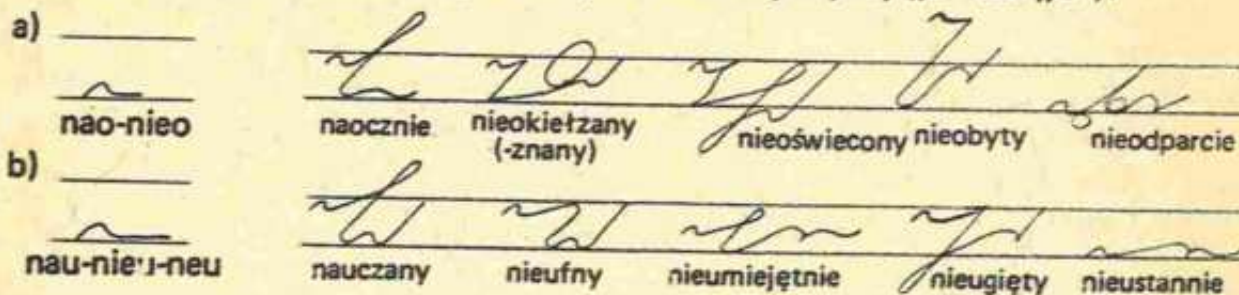 a)
nao-nieo naocznie nieokiełzany nieoświecony nieobyty nieodparcie
(-znany)
b)
nau-nieu-neu nauczany nieufny nieumiejętnie nieugięty nieustannie